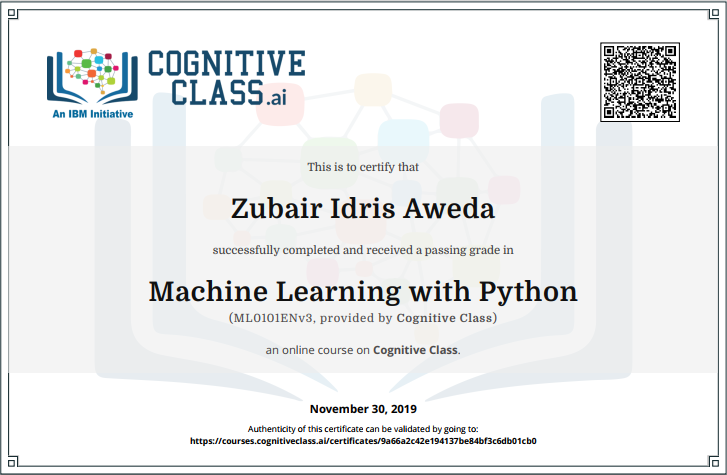 COGNITIVE
CLASS.ai
An IBM Initiative
This is to certify that
Zubair Idris Aweda
successfully completed and received a passing grade in
Machine Learning with Python
(ML0101ENv3, provided by Cognitive Class)
an online course on Cognitive Class.
November 30, 2019
Authenticity of this certificate can be validated by going to:
https://courses.cognitiveclass.ai/certificates/9a66a2c42e194137be84bf3c6db01cb0